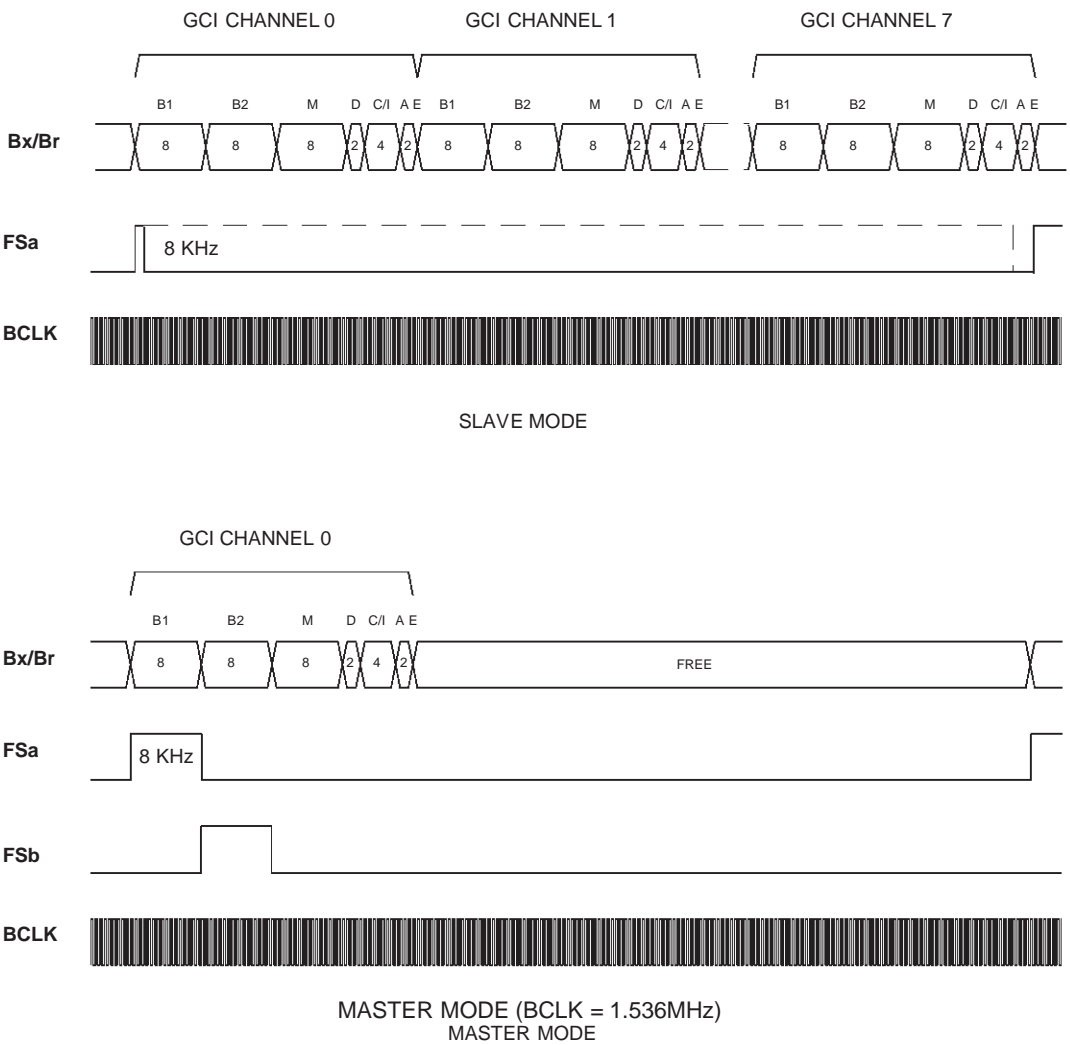 GCI CHANNEL 0 GCI CHANNEL 1 GCI CHANNEL 7
B1 B2 M D C/I A E B1 B2 M D C/I A E B1 B2 M D C/I A E
Bx/Br 8 8 8 2 4 2 8 8 8 2 4 2 8 8 8 2 4 2
FSa 8 KHz
BCLK
SLAVE MODE
GCI CHANNEL 0
B1 B2 M D C/I A E
Bx/Br 8 8 8 2 4 2 FREE
FSa 8 KHz
FSb
BCLK
MASTER MODE (BCLK = 1.536MHz)
MASTER MODE